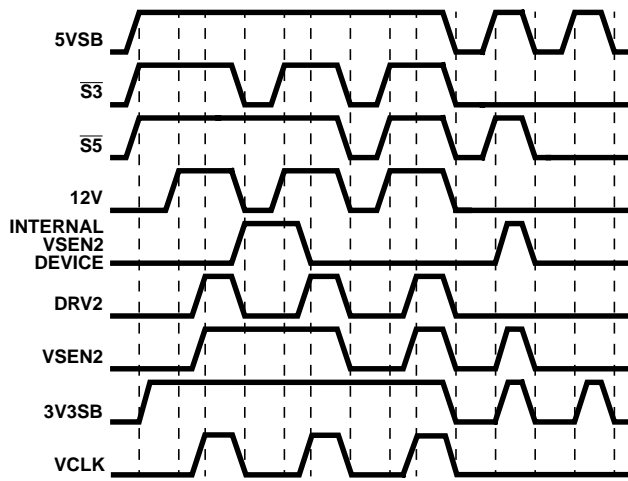 5VSB
S3
S5
12V
INTERNAL
VSEN2
DEVICE
DRV2
VSEN2
3V3SB
VCLK